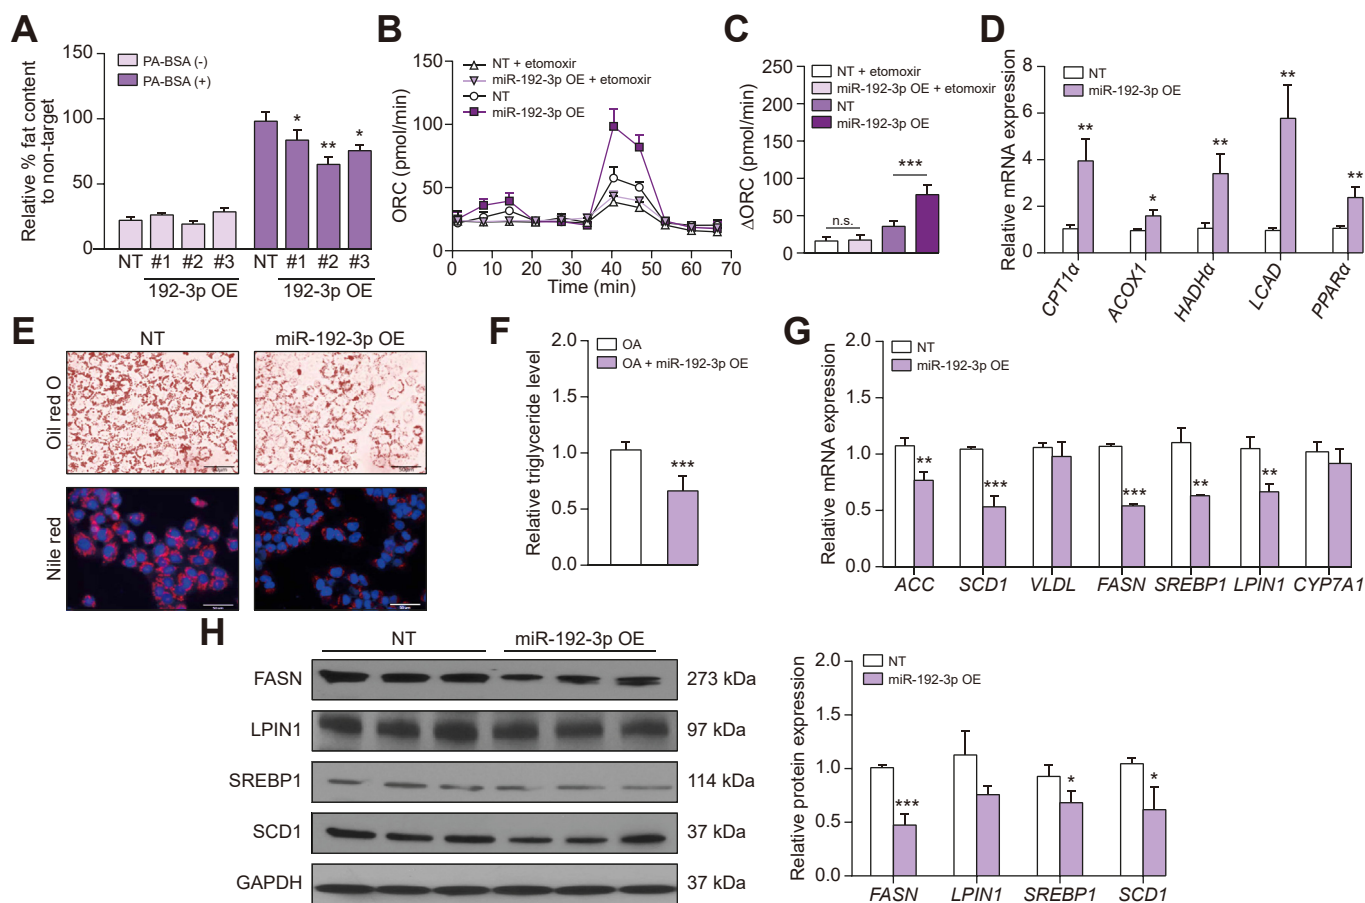 A
Relative % fat content
to non-target
150
100
50
0
PA-BSA (-)
PA-BSA (+)
*
**
*
NT #1 #2 #3 NT #1 #2 #3
192-3p OE 192-3p OE
B
ORC (pmol/min)
150
100
50
0
NT + etomoxir
miR-192-3p OE + etomoxir
NT
miR-192-3p OE
0 10 20 30 40 50 60 70
Time (min)
C
ΔORC (pmol/min)
250
200
150
100
50
0
NT + etomoxir
miR-192-3p OE + etomoxir
NT
miR-192-3p OE
n.s.
***
D
Relative mRNA expression
8
6
4
2
0
NT
miR-192-3p OE
**
*
**
**
**
CPT1α ACOX1 HADHα LCAD PPARα
E
NT miR-192-3p OE
Oil red O
Nile red
F
Relative triglyceride level
2.0
1.5
1.0
0.5
0.0
OA
OA + miR-192-3p OE
***
G
Relative mRNA expression
2.0
1.5
1.0
0.5
0.0
NT
miR-192-3p OE
**
***
***
**
**
ACC SCD1 VLDL FASN SREBP1 LPIN1 CYP7A1
H
NT miR-192-3p OE
FASN 273 kDa
LPIN1 97 kDa
SREBP1 114 kDa
SCD1 37 kDa
GAPDH 37 kDa
Relative protein expression
2.0
1.5
1.0
0.5
0.0
NT
miR-192-3p OE
***
*
*
FASN LPIN1 SREBP1 SCD1